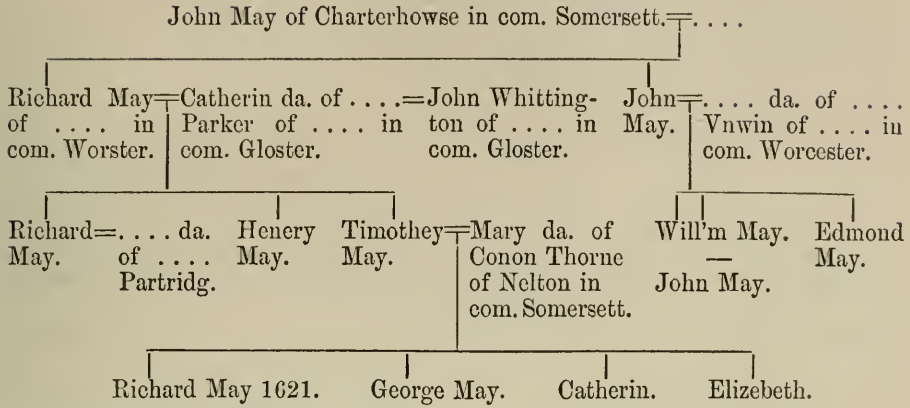 John May of Charterhowse in com. Somersett.=. . . .
Richard May=Catherin da. of . . . .=John Whitting- John=. . . . da. of . . . .
of . . . . in Parker of . . . . in ton of . . . . in May. Vnwin of . . . . in
com. Worster. com. Gloster. com. Gloster. com. Worcester.
Richard=. . . . da. Henery Timothey=Mary da. of Will'm May. Edmond
May. of . . . . May. May. Conon Thorne — May.
Partridg. of Nelton in John May.
com. Somersett.
Richard May 1621. George May. Catherin. Elizebeth.